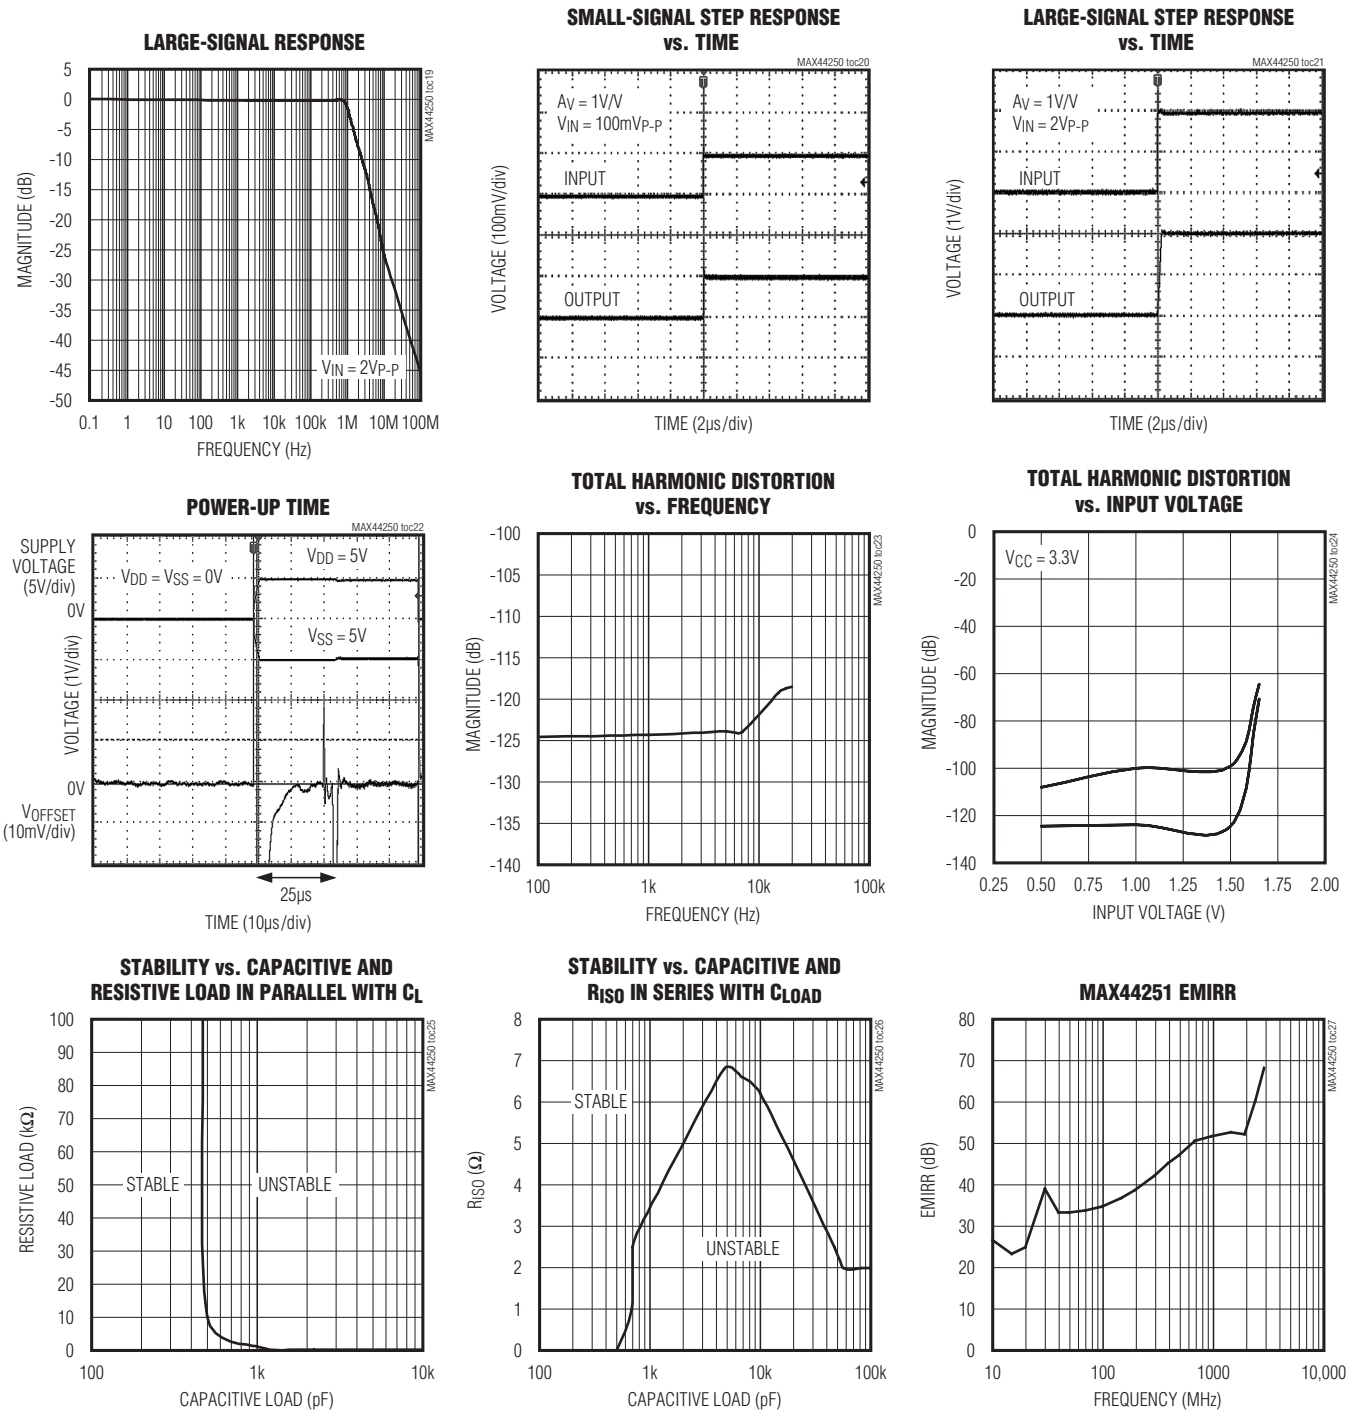 LARGE-SIGNAL RESPONSE
MAX44250 toc19
MAGNITUDE (dB)
5
0
-5
-10
-15
-20
-25
-30
-35
-40
-45
-50
VIN = 2VP-P
0.1 1 10 100 1k 10k 100k 1M 10M 100M
FREQUENCY (Hz)
SMALL-SIGNAL STEP RESPONSE
vs. TIME
MAX44250 toc20
AV = 1V/V
VIN = 100mVP-P
INPUT
OUTPUT
VOLTAGE (100mV/div)
TIME (2µs/div)
LARGE-SIGNAL STEP RESPONSE
vs. TIME
MAX44250 toc21
AV = 1V/V
VIN = 2VP-P
INPUT
OUTPUT
VOLTAGE (1V/div)
TIME (2µs/div)
POWER-UP TIME
MAX44250 toc22
SUPPLY
VOLTAGE
(5V/div)
0V
VOLTAGE (1V/div)
0V
VOFFSET
(10mV/div)
VDD = VSS = 0V
VDD = 5V
VSS = 5V
25µs
TIME (10µs/div)
TOTAL HARMONIC DISTORTION
vs. FREQUENCY
MAX44250 toc23
MAGNITUDE (dB)
-100
-105
-110
-115
-120
-125
-130
-135
-140
100 1k 10k 100k
FREQUENCY (Hz)
TOTAL HARMONIC DISTORTION
vs. INPUT VOLTAGE
MAX44250 toc24
VCC = 3.3V
MAGNITUDE (dB)
0
-20
-40
-60
-80
-100
-120
-140
0.25 0.50 0.75 1.00 1.25 1.50 1.75 2.00
INPUT VOLTAGE (V)
STABILITY vs. CAPACITIVE AND
RESISTIVE LOAD IN PARALLEL WITH CL
MAX44250 toc25
RESISTIVE LOAD (kΩ)
100
90
80
70
60
50
40
30
20
10
0
STABLE
UNSTABLE
100 1k 10k
CAPACITIVE LOAD (pF)
STABILITY vs. CAPACITIVE AND
RISO IN SERIES WITH CLOAD
MAX44250 toc26
RISO (Ω)
8
7
6
5
4
3
2
1
0
STABLE
UNSTABLE
100 1k 10k 100k
CAPACITIVE LOAD (pF)
MAX44251 EMIRR
MAX44250 toc27
EMIRR (dB)
80
70
60
50
40
30
20
10
0
10 100 1000 10,000
FREQUENCY (MHz)